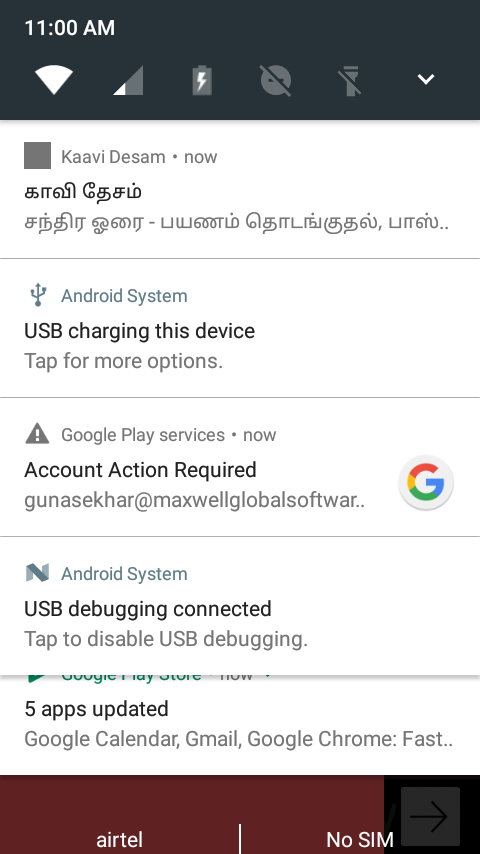 11:00 AM
Kaavi Desam • now
காவி தேசம்
சந்திர ஓரை - பயணம் தொடங்குதல், பாஸ்..
Android System
USB charging this device
Tap for more options.
Google Play services • now
Account Action Required
gunasekhar@maxwellglobalsoftwar..
Android System
USB debugging connected
Tap to disable USB debugging.
Google Play Store • now
5 apps updated
Google Calendar, Gmail, Google Chrome: Fast..
airtel
No SIM